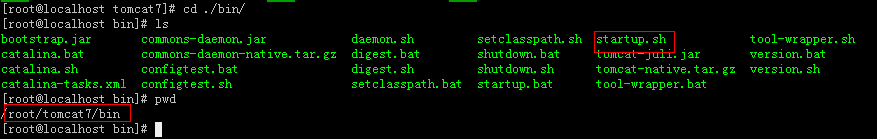 [root@localhost tomcat7]# cd ./bin/
[root@localhost bin]# ls
bootstrap.jar commons-daemon.jar daemon.sh setclasspath.sh startup.sh tool-wrapper.sh
catalina.bat commons-daemon-native.tar.gz digest.bat shutdown.bat tomcat-juli.jar version.bat
catalina.sh configtest.bat digest.sh shutdown.sh tomcat-native.tar.gz version.sh
catalina-tasks.xml configtest.sh setclasspath.bat startup.bat tool-wrapper.bat
[root@localhost bin]# pwd
/root/tomcat7/bin
[root@localhost bin]#